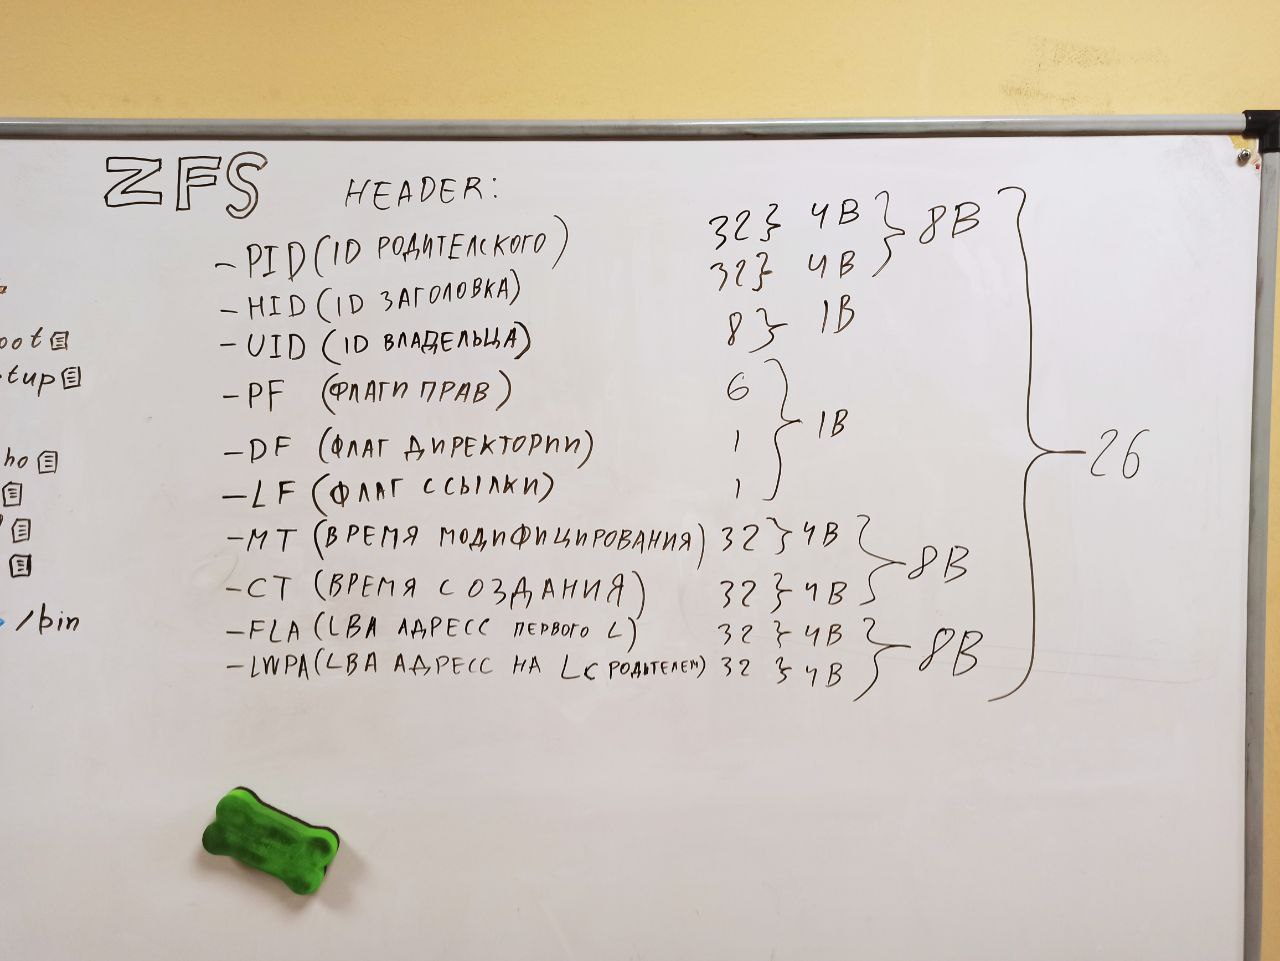 ZFS HEADER:
- PID (ID РОДИТЕЛСКОГО) 32 } 4B } 8B
- HID (ID ЗАГОЛОВКА) 32 } 4B
- UID (ID ВЛАДЕЛЬЦА) 8 } 1B
- PF (ФЛАГИ ПРАВ) 6 } 1B
- DF (ФЛАГ ДИРЕКТОРИИ) 1
- LF (ФЛАГ ССЫЛКИ) 1
- MT (ВРЕМЯ МОДИФИЦИРОВАНИЯ) 32 } 4B } 8B
- CT (ВРЕМЯ СОЗДАНИЯ) 32 } 4B
- FLA (LBA АДРЕСС ПЕРВОГО L) 32 } 4B } 8B
- LWPA (LBA АДРЕСС НА L С РОДИТЕЛЕМ) 32 } 4B
} 26
oot
tup
ho
/bin